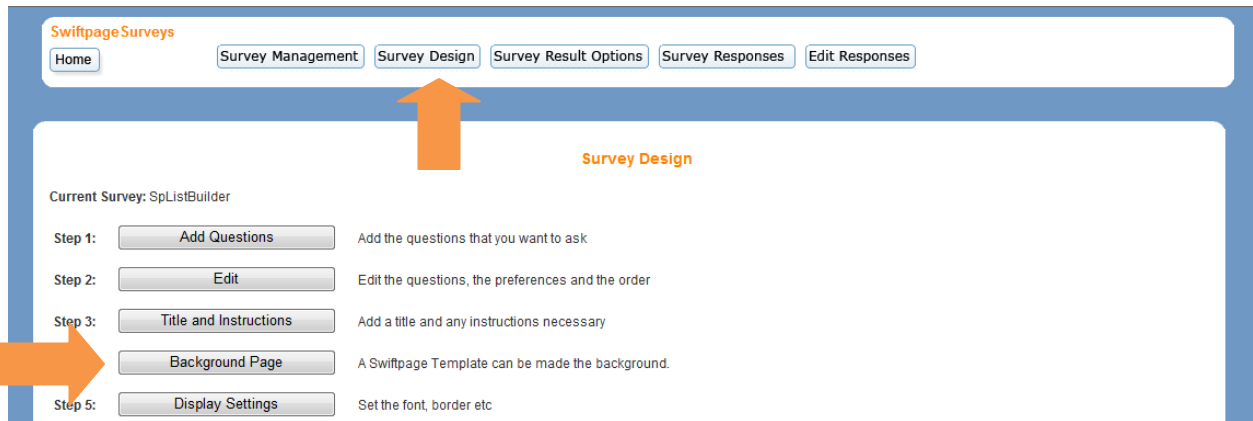 Swiftpage Surveys
Home Survey Management Survey Design Survey Result Options Survey Responses Edit Responses
Survey Design
Current Survey: SpListBuilder
Step 1: Add Questions Add the questions that you want to ask
Step 2: Edit Edit the questions, the preferences and the order
Step 3: Title and Instructions Add a title and any instructions necessary
Background Page A Swiftpage Template can be made the background.
Step 5: Display Settings Set the font, border etc